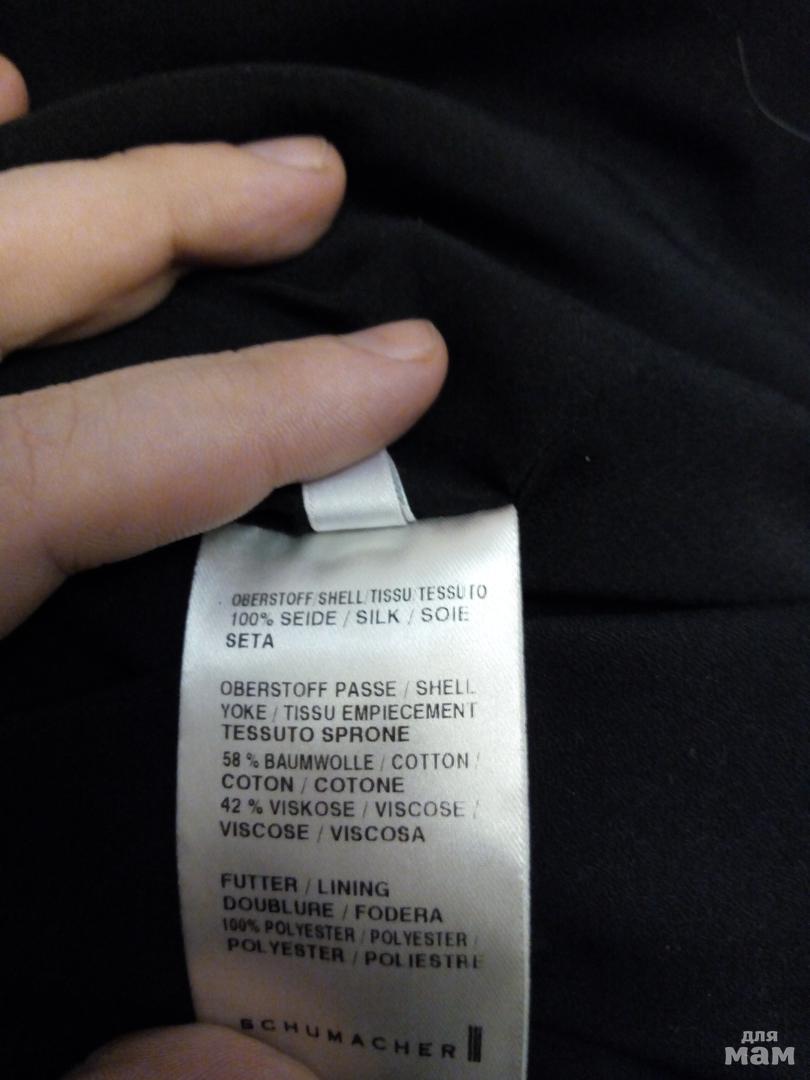 OBERSTOFF/SHELL/TISSU/TESSUTO
100% SEIDE / SILK / SOIE
SETA
OBERSTOFF PASSE / SHELL
YOKE / TISSU EMPIECEMENT
TESSUTO SPRONE
58 % BAUMWOLLE / COTTON /
COTON / COTONE
42 % VISKOSE / VISCOSE /
VISCOSE / VISCOSA
FUTTER / LINING
DOUBLURE / FODERA
100% POLYESTER / POLYESTER /
POLYESTER / POLIESTRE
SCHUMACHER
для
мам